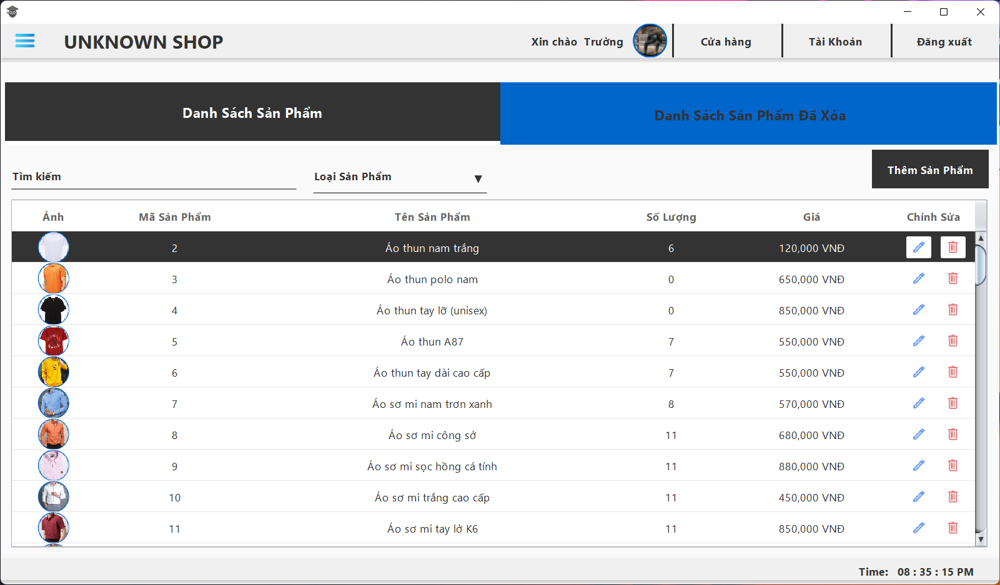 UNKNOWN SHOP
Xin chào Trường
Cửa hàng
Tài Khoản
Đăng xuất
Danh Sách Sản Phẩm
Danh Sách Sản Phẩm Đã Xóa
Tìm kiếm
Loại Sản Phẩm
Thêm Sản Phẩm
Ảnh Mã Sản Phẩm Tên Sản Phẩm Số Lượng Giá Chỉnh Sửa
2 Áo thun nam trắng 6 120,000 VNĐ
3 Áo thun polo nam 0 650,000 VNĐ
4 Áo thun tay lỡ (unisex) 0 850,000 VNĐ
5 Áo thun A87 7 550,000 VNĐ
6 Áo thun tay dài cao cấp 7 550,000 VNĐ
7 Áo sơ mi nam trơn xanh 8 570,000 VNĐ
8 Áo sơ mi công sở 11 680,000 VNĐ
9 Áo sơ mi sọc hồng cá tính 11 880,000 VNĐ
10 Áo sơ mi trắng cao cấp 11 450,000 VNĐ
11 Áo sơ mi tay lở K6 11 850,000 VNĐ
Time: 08 : 35 : 15 PM